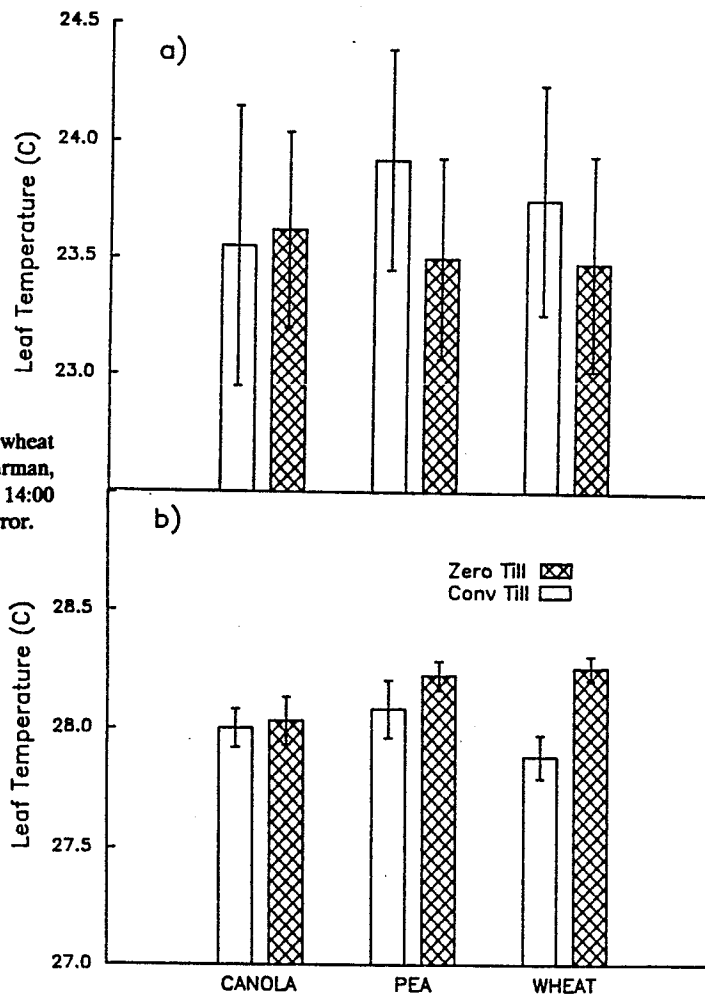 24.5
a)
24.0
23.5
23.0
Leaf Temperature (C)
wheat
rman,
14:00
ror.
b)
Zero Till
Conv Till
28.5
28.0
27.5
27.0
Leaf Temperature (C)
CANOLA PEA WHEAT